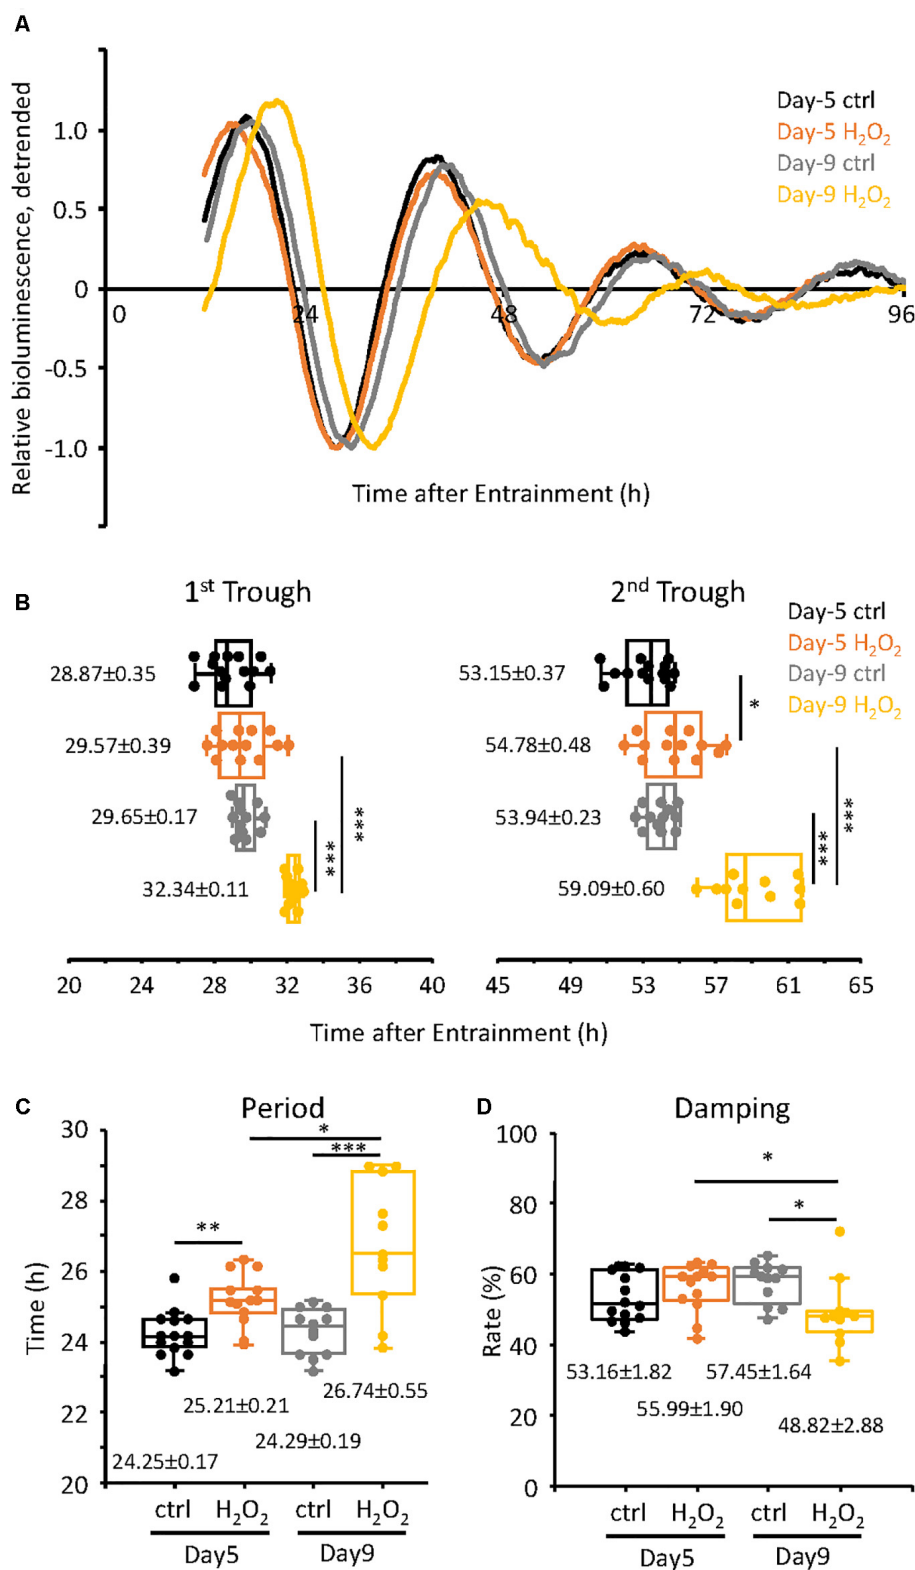 A
Relative bioluminescence, detrended
1.0
0.5
0
-0.5
-1.0
0
24
48
72
96
Time after Entrainment (h)
Day-5 ctrl
Day-5 H₂O₂
Day-9 ctrl
Day-9 H₂O₂
B
1st Trough
2nd Trough
Day-5 ctrl
Day-5 H₂O₂
Day-9 ctrl
Day-9 H₂O₂
28.87±0.35
29.57±0.39
29.65±0.17
32.34±0.11
***
***
53.15±0.37
54.78±0.48
53.94±0.23
59.09±0.60
*
***
***
20 24 28 32 36 40
45 49 53 57 61 65
Time after Entrainment (h)
C
Period
Time (h)
30
28
26
24
22
20
*
***
**
24.25±0.17
25.21±0.21
24.29±0.19
26.74±0.55
ctrl H₂O₂ ctrl H₂O₂
Day5 Day9
D
Damping
Rate (%)
100
80
60
40
20
0
*
*
53.16±1.82
55.99±1.90
57.45±1.64
48.82±2.88
ctrl H₂O₂ ctrl H₂O₂
Day5 Day9